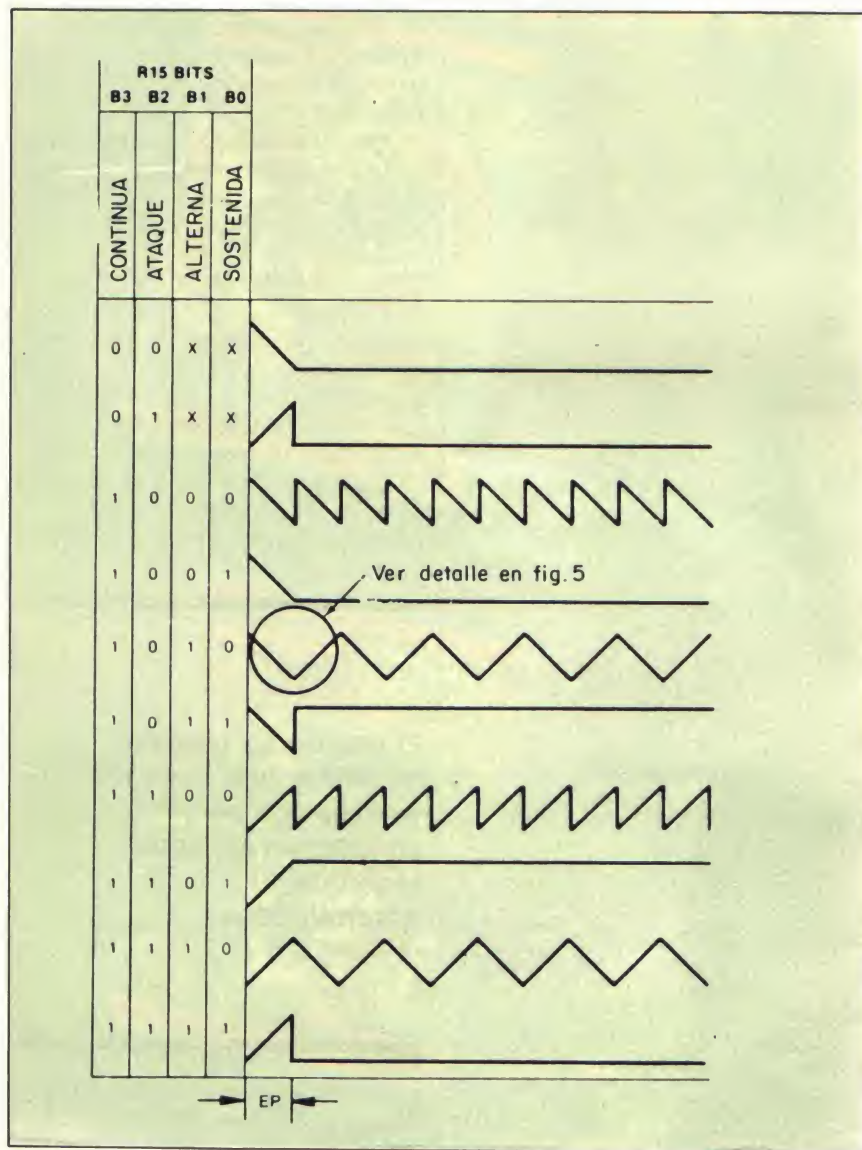 R15 BITS
B3 B2 B1 B0
CONTINUA
ATAQUE
ALTERNA
SOSTENIDA
0 0 X X
0 1 X X
1 0 0 0
1 0 0 1
Ver detalle en fig. 5
1 0 1 0
1 0 1 1
1 1 0 0
1 1 0 1
1 1 1 0
1 1 1 1
EP